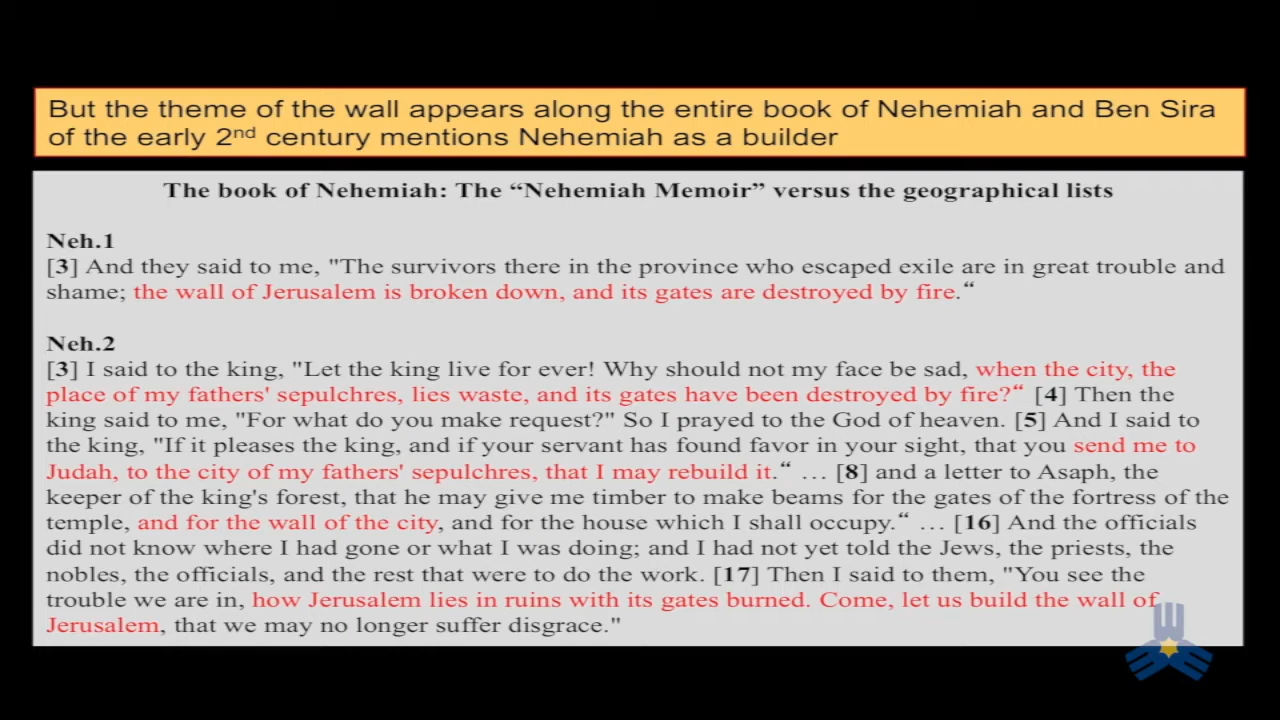 But the theme of the wall appears along the entire book of Nehemiah and Ben Sira
of the early 2nd century mentions Nehemiah as a builder
The book of Nehemiah: The “Nehemiah Memoir” versus the geographical lists
Neh.1
[3] And they said to me, "The survivors there in the province who escaped exile are in great trouble and
shame; the wall of Jerusalem is broken down, and its gates are destroyed by fire.“
Neh.2
[3] I said to the king, "Let the king live for ever! Why should not my face be sad, when the city, the
place of my fathers' sepulchres, lies waste, and its gates have been destroyed by fire?“ [4] Then the
king said to me, "For what do you make request?" So I prayed to the God of heaven. [5] And I said to
the king, "If it pleases the king, and if your servant has found favor in your sight, that you send me to
Judah, to the city of my fathers' sepulchres, that I may rebuild it.“ … [8] and a letter to Asaph, the
keeper of the king's forest, that he may give me timber to make beams for the gates of the fortress of the
temple, and for the wall of the city, and for the house which I shall occupy.“ … [16] And the officials
did not know where I had gone or what I was doing; and I had not yet told the Jews, the priests, the
nobles, the officials, and the rest that were to do the work. [17] Then I said to them, "You see the
trouble we are in, how Jerusalem lies in ruins with its gates burned. Come, let us build the wall of
Jerusalem, that we may no longer suffer disgrace."